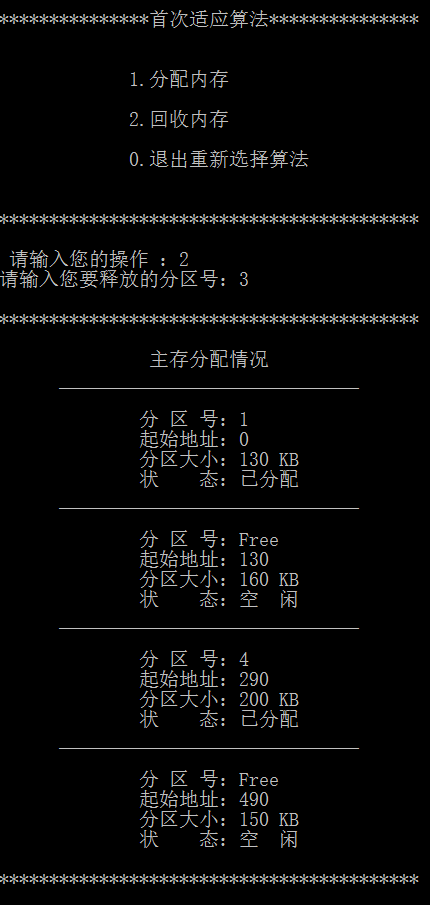 ***************首次适应算法***************
1.分配内存
2.回收内存
0.退出重新选择算法
******************************************
请输入您的操作 ：2
请输入您要释放的分区号：3
******************************************
主存分配情况
分 区 号：1
起始地址：0
分区大小：130 KB
状　　态：已分配
分 区 号：Free
起始地址：130
分区大小：160 KB
状　　态：空　闲
分 区 号：4
起始地址：290
分区大小：200 KB
状　　态：已分配
分 区 号：Free
起始地址：490
分区大小：150 KB
状　　态：空　闲
******************************************